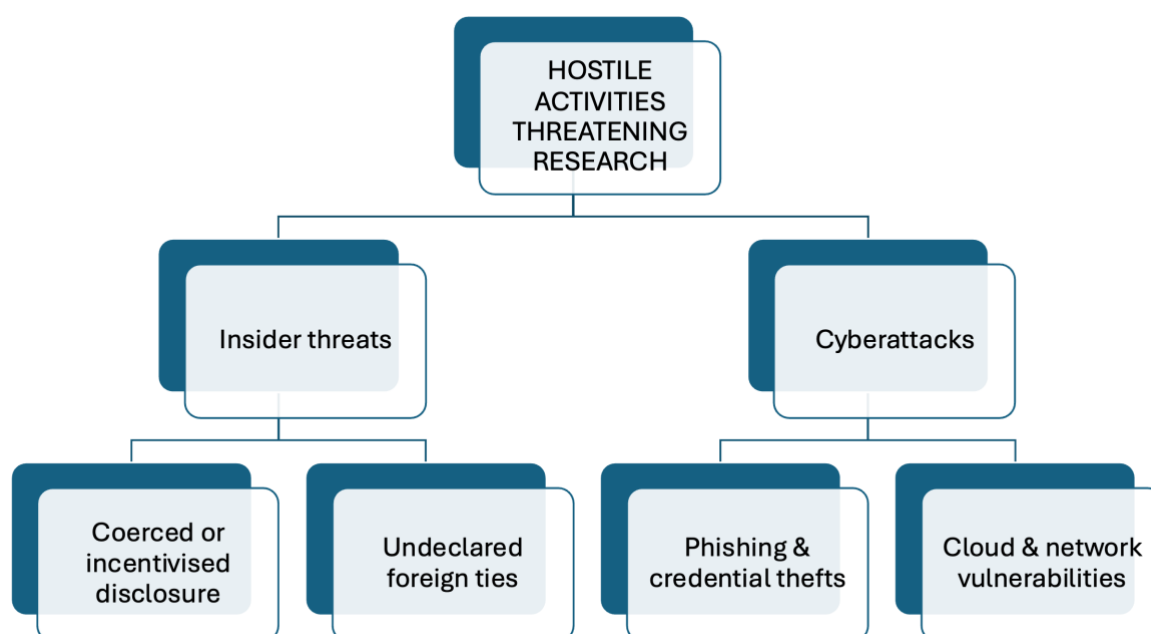 HOSTILE
ACTIVITIES
THREATENING
RESEARCH
Insider threats
Cyberattacks
Coerced or
incentivised
disclosure
Undeclared
foreign ties
Phishing &
credential thefts
Cloud & network
vulnerabilities